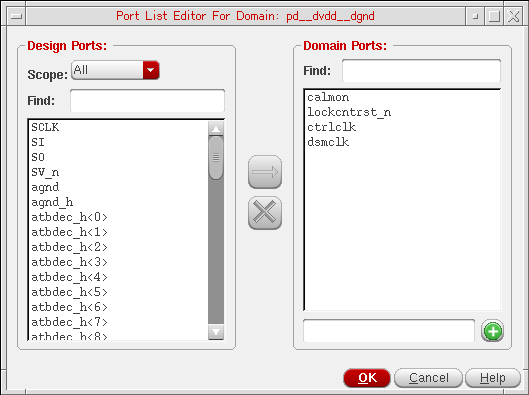 Port List Editor For Domain: pd__dvdd__dgnd
Design Ports:
Scope: All
Find:
SCLK
SI
SO
SV_n
agnd
agnd_h
atbdec_h<0>
atbdec_h<1>
atbdec_h<2>
atbdec_h<3>
atbdec_h<4>
atbdec_h<5>
atbdec_h<6>
atbdec_h<7>
atbdec_h<8>
Domain Ports:
Find:
calmon
lockcntrst_n
ctrlclk
dsmclk
OK
Cancel
Help